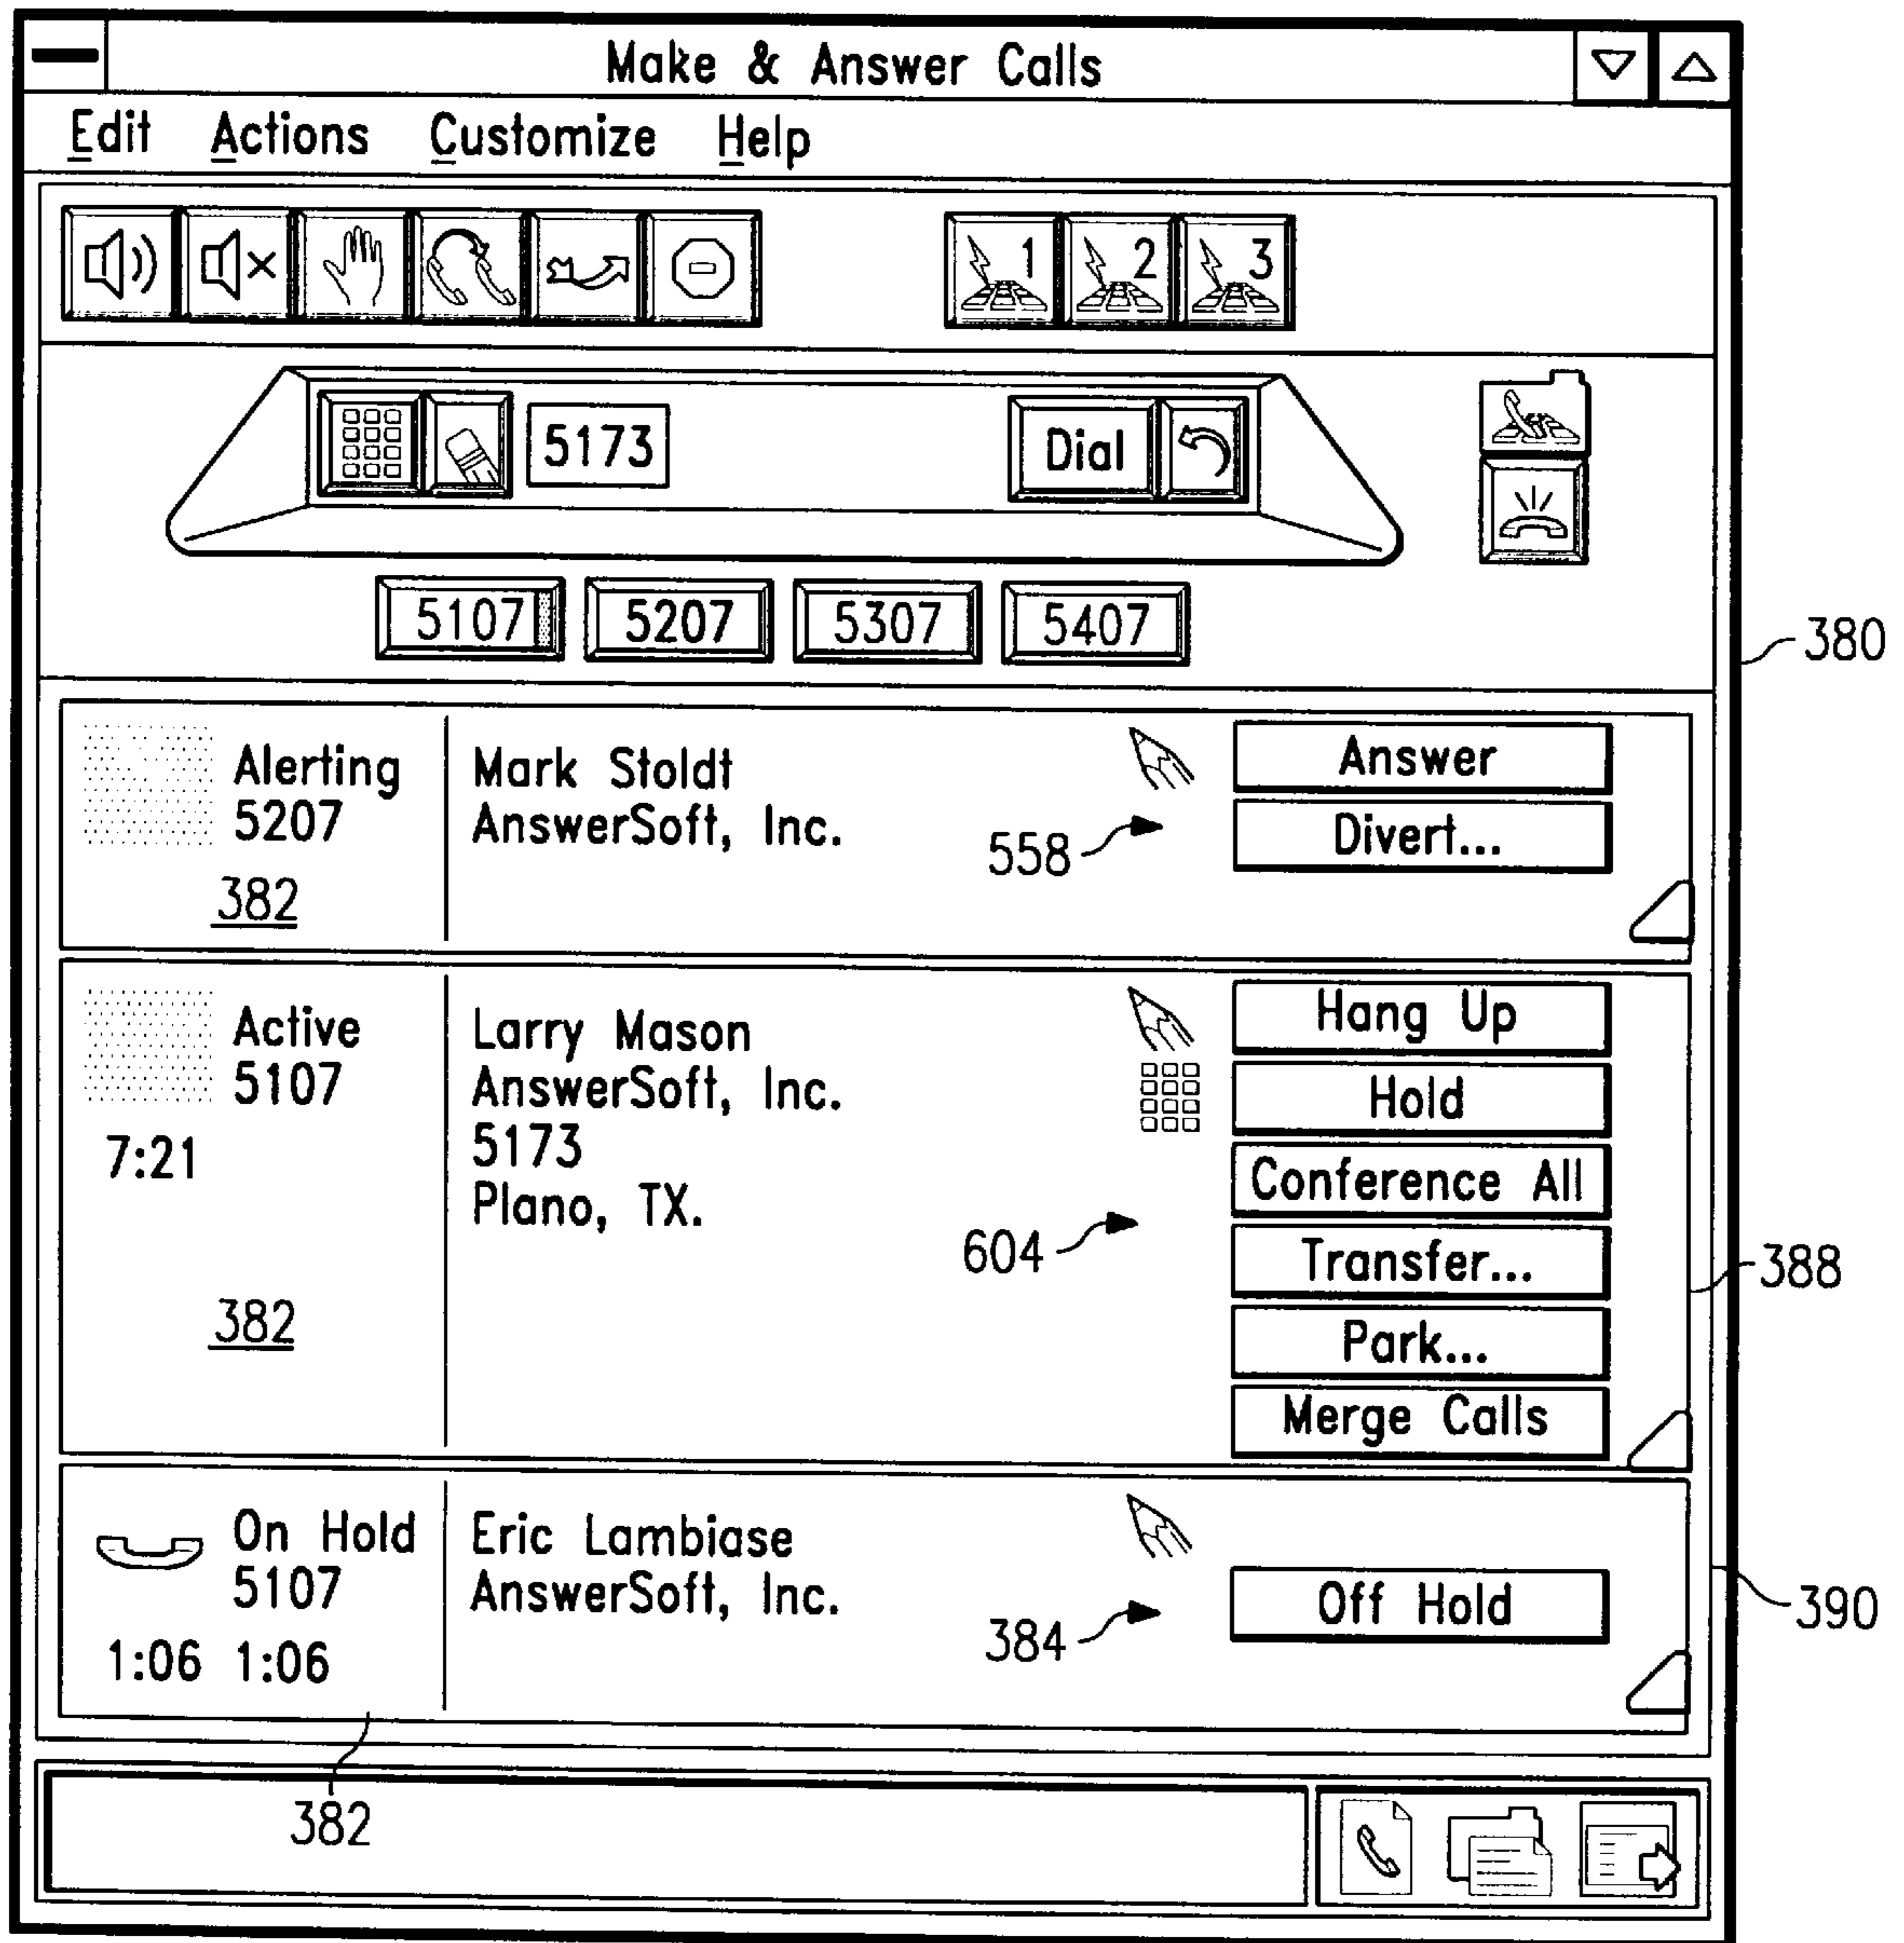 Make & Answer Calls
Edit Actions Customize Help
1 2 3
5173 Dial
5107 5207 5307 5407
380
Alerting
5207
382
Mark Stoldt
AnswerSoft, Inc.
558
Answer
Divert...
Active
5107
7:21
382
Larry Mason
AnswerSoft, Inc.
5173
Plano, TX.
604
Hang Up
Hold
Conference All
Transfer...
Park...
Merge Calls
388
On Hold
5107
1:06 1:06
Eric Lambiase
AnswerSoft, Inc.
384
Off Hold
390
382